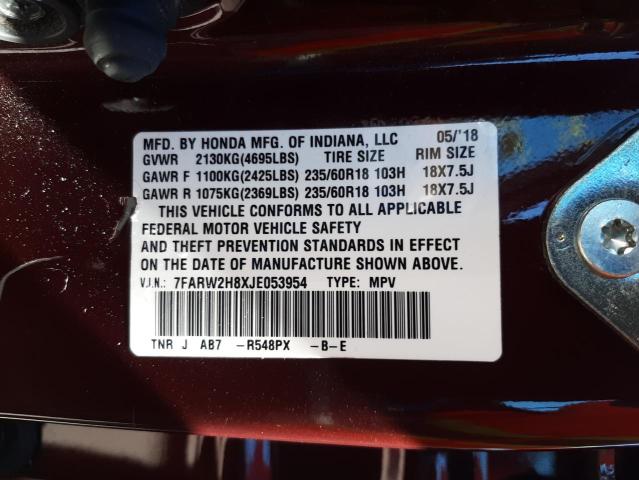 MFD. BY HONDA MFG. OF INDIANA, LLC 05/'18
GVWR 2130KG(4695LBS) TIRE SIZE RIM SIZE
GAWR F 1100KG(2425LBS) 235/60R18 103H 18X7.5J
GAWR R 1075KG(2369LBS) 235/60R18 103H 18X7.5J
THIS VEHICLE CONFORMS TO ALL APPLICABLE
FEDERAL MOTOR VEHICLE SAFETY
AND THEFT PREVENTION STANDARDS IN EFFECT
ON THE DATE OF MANUFACTURE SHOWN ABOVE.
V.I.N.: 7FARW2H8XJE053954 TYPE: MPV
TNR J AB7 -R548PX -B-E